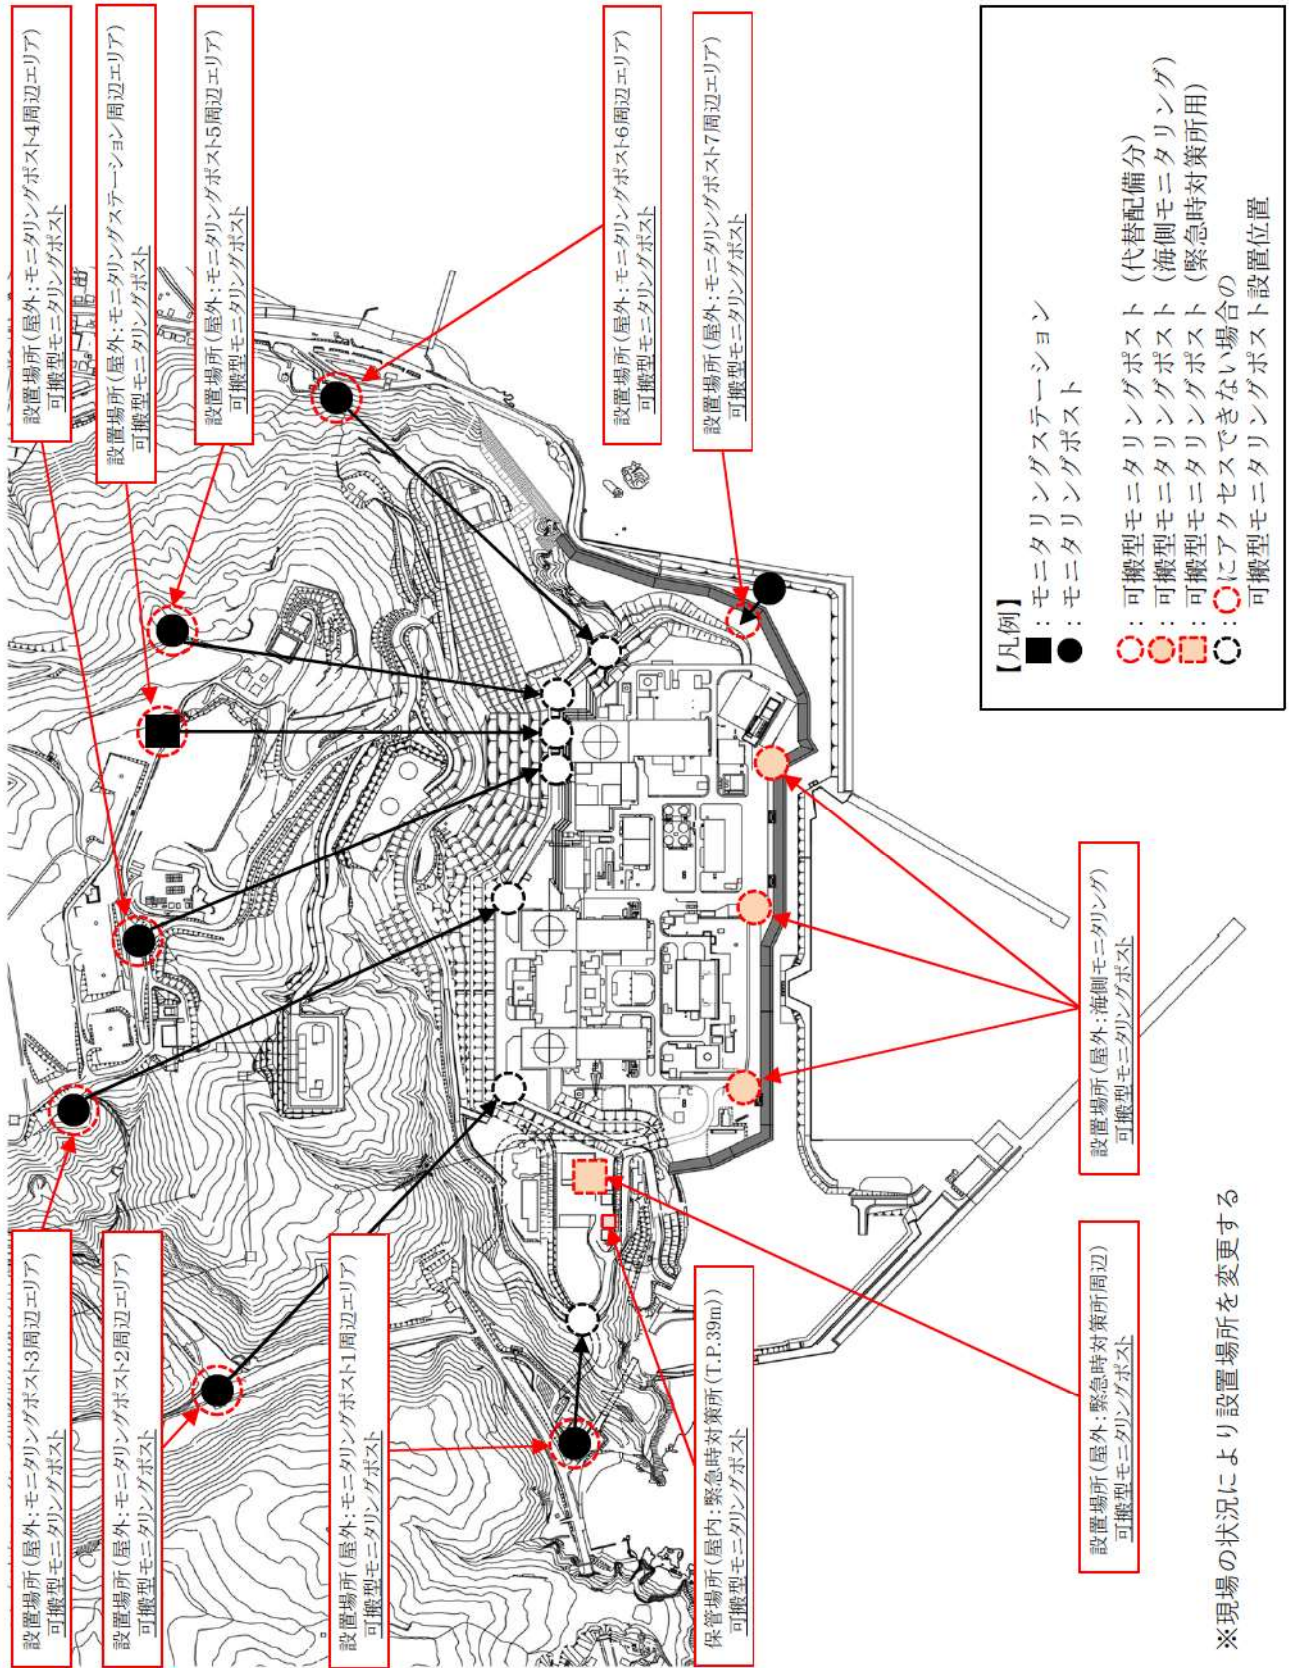 設置場所(屋外:モニタリングポスト3周辺エリア)
可搬型モニタリングポスト
設置場所(屋外:モニタリングポスト2周辺エリア)
可搬型モニタリングポスト
設置場所(屋外:モニタリングポスト1周辺エリア)
可搬型モニタリングポスト
保管場所(屋内:緊急時対策所(T.P.39m))
可搬型モニタリングポスト
設置場所(屋外:緊急時対策所周辺)
可搬型モニタリングポスト
設置場所(屋外:海側モニタリング)
可搬型モニタリングポスト
設置場所(屋外:モニタリングポスト4周辺エリア)
可搬型モニタリングポスト
設置場所(屋外:モニタリングステーション周辺エリア)
可搬型モニタリングポスト
設置場所(屋外:モニタリングポスト5周辺エリア)
可搬型モニタリングポスト
設置場所(屋外:モニタリングポスト6周辺エリア)
可搬型モニタリングポスト
設置場所(屋外:モニタリングポスト7周辺エリア)
可搬型モニタリングポスト
【凡例】
■:モニタリングステーション
●:モニタリングポスト
:可搬型モニタリングポスト(代替配備分)
:可搬型モニタリングポスト(海側モニタリング)
:可搬型モニタリングポスト(緊急時対策所用)
:○にアクセスできない場合の
可搬型モニタリングポスト設置位置
※現場の状況により設置場所を変更する